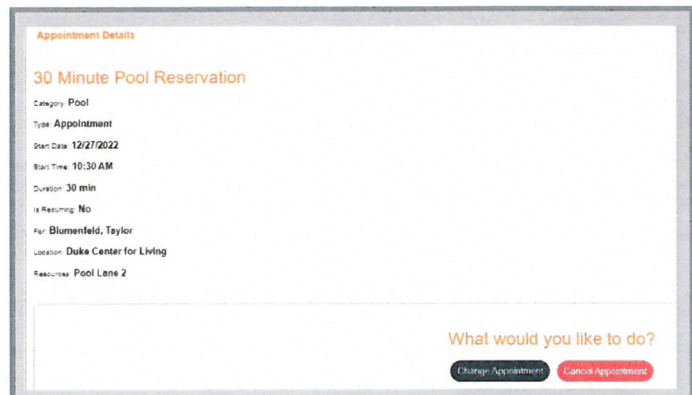 Appointment Details
30 Minute Pool Reservation
Category: Pool
Type: Appointment
Start Date: 12/27/2022
Start Time: 10:30 AM
Duration: 30 min
Is Recurring: No
For: Blumenfeld, Taylor
Location: Duke Center for Living
Resources: Pool Lane 2
What would you like to do?
Change Appointment Cancel Appointment